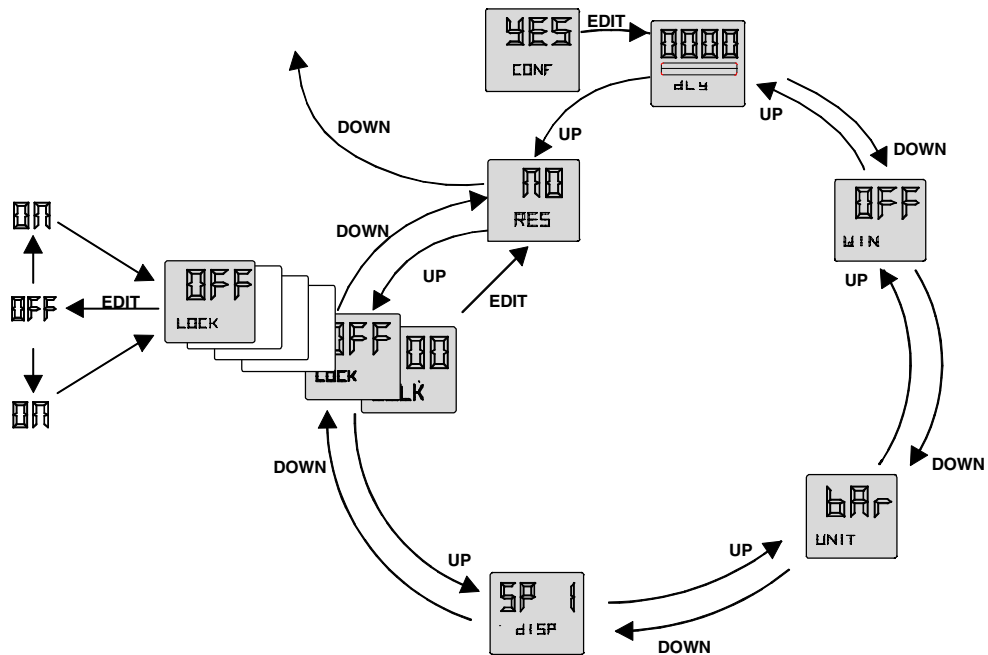 YES
CONF
EDIT
0000
dLy
UP
DOWN
DOWN
UP
NO
RES
OFF
WIN
DOWN
UP
EDIT
ON
OFF
EDIT
ON
OFF
LOCK
OFF
LOCK
00
UP
DOWN
bAr
UNIT
DOWN
UP
SP 1
dISP
UP
DOWN